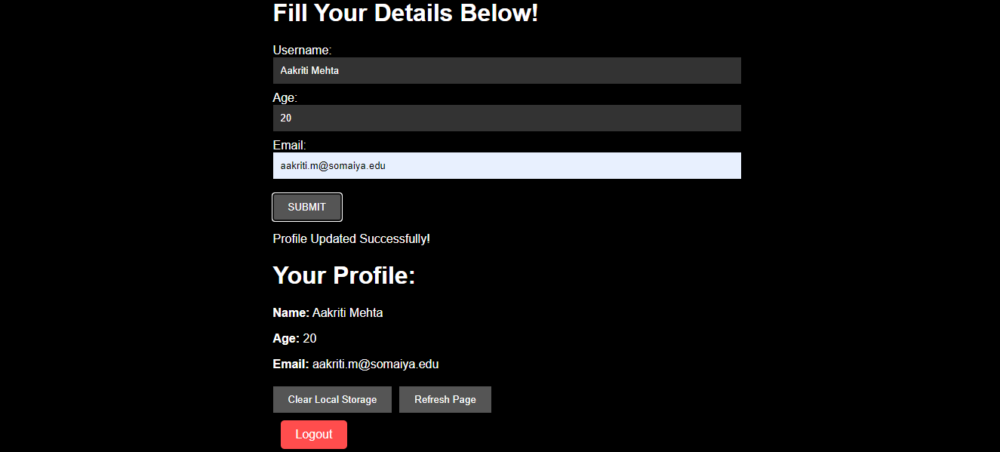 Fill Your Details Below!
Username:
Aakriti Mehta
Age:
20
Email:
aakriti.m@somaiya.edu
SUBMIT
Profile Updated Successfully!
Your Profile:
Name: Aakriti Mehta
Age: 20
Email: aakriti.m@somaiya.edu
Clear Local Storage Refresh Page
Logout